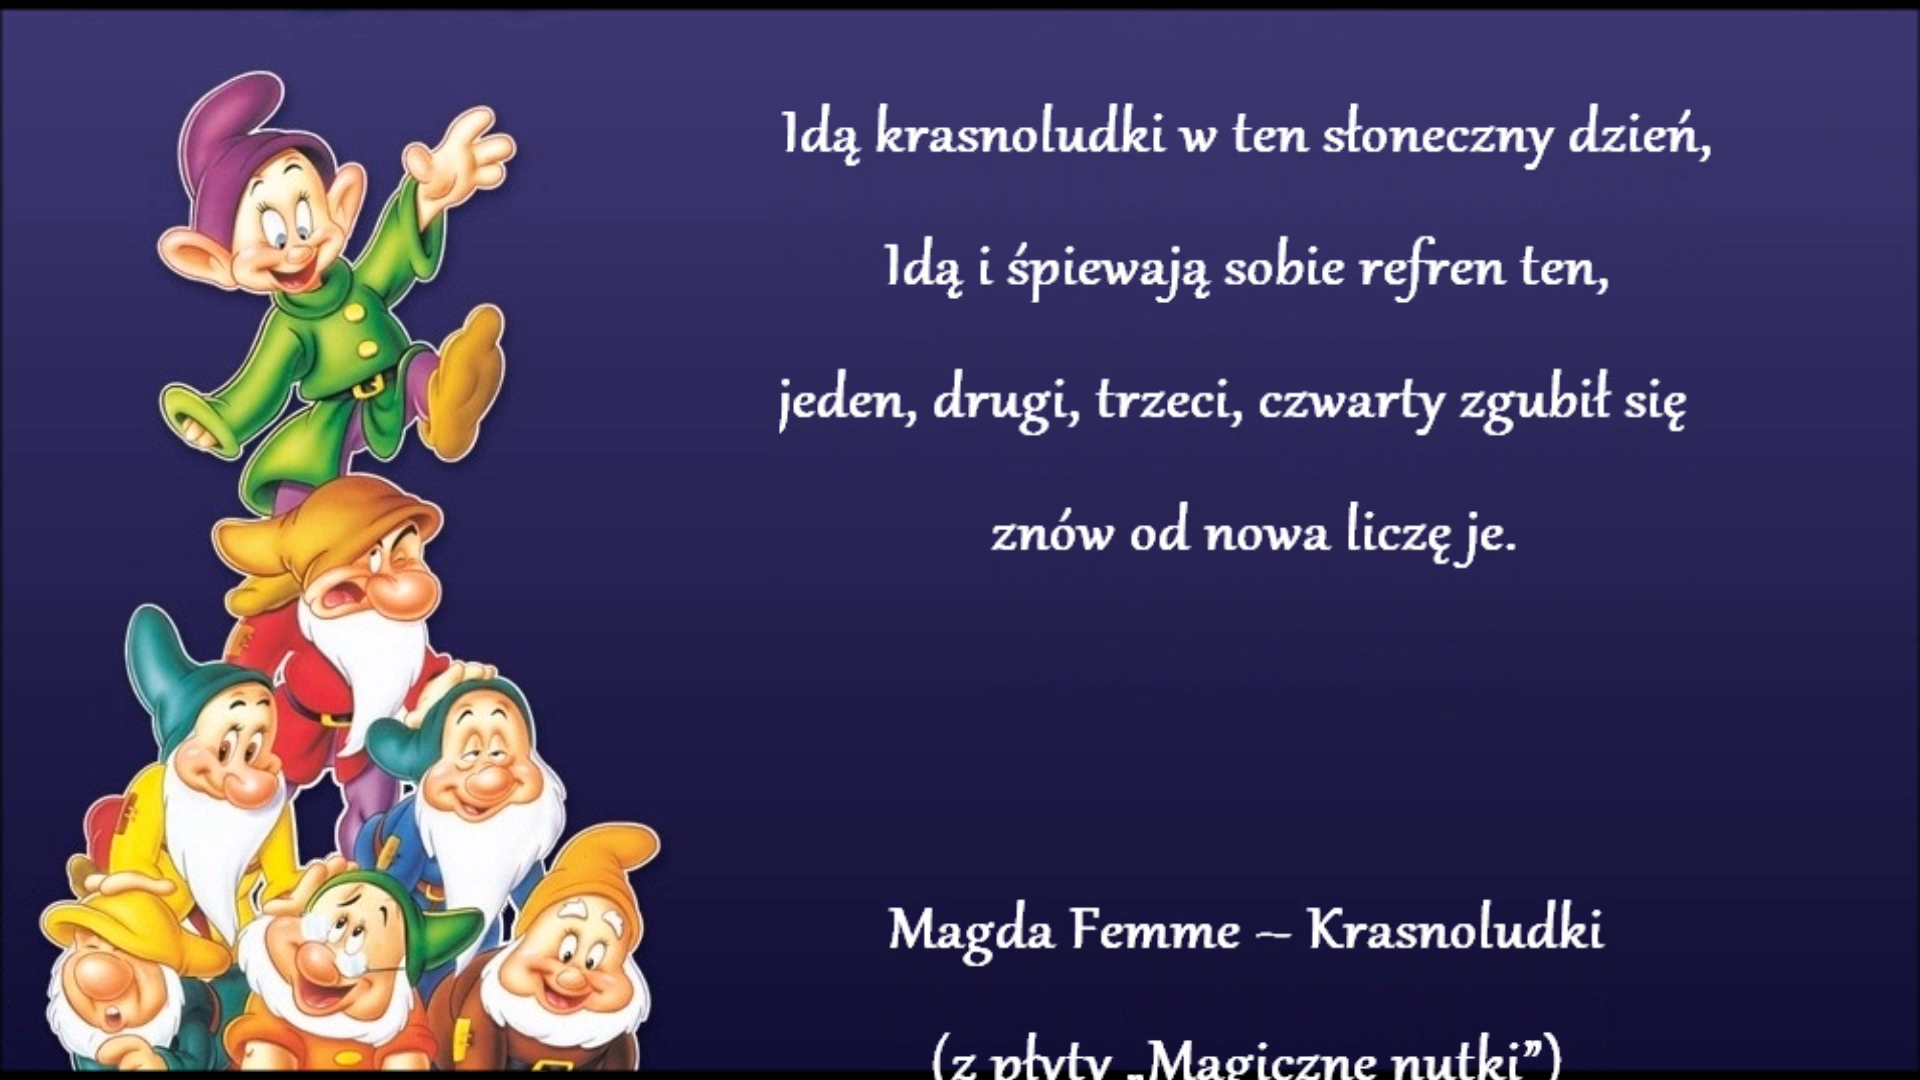 Idą krasnoludki w ten słoneczny dzień,
Idą i śpiewają sobie refren ten,
jeden, drugi, trzeci, czwarty zgubił się
znów od nowa liczę je.
Magda Femme – Krasnoludki
(z płyty „Magiczne nutki”)